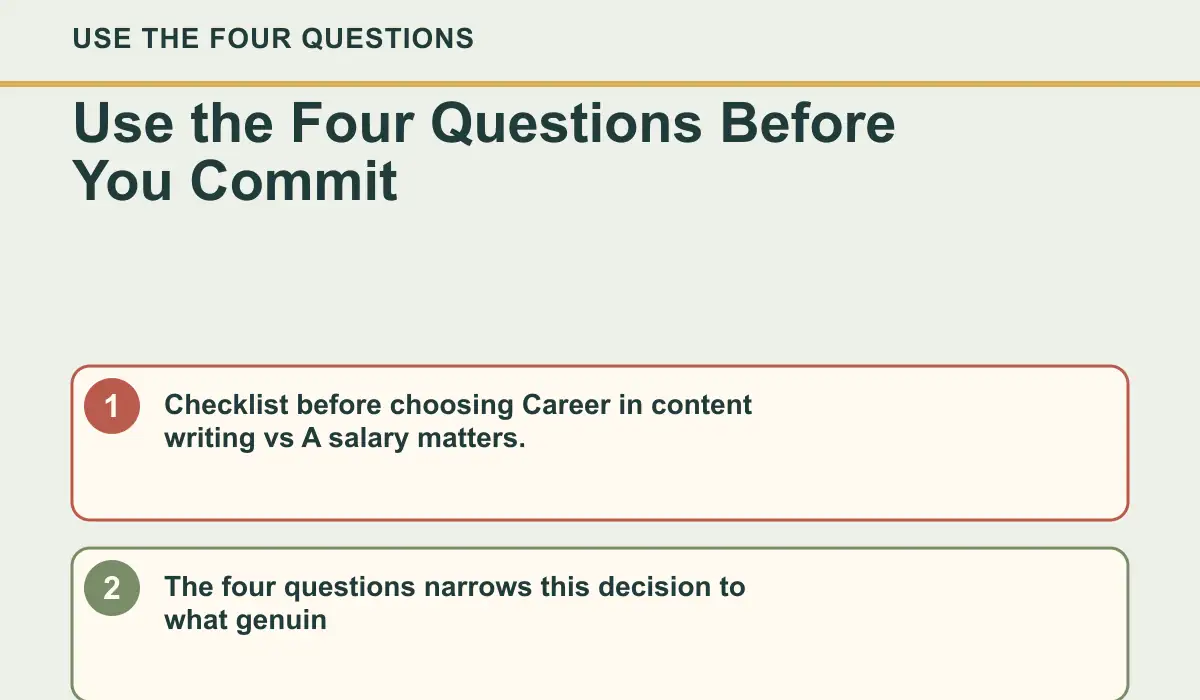 USE THE FOUR QUESTIONS
Use the Four Questions Before
You Commit
1
Checklist before choosing Career in content
writing vs A salary matters.
2
The four questions narrows this decision to
what genuin